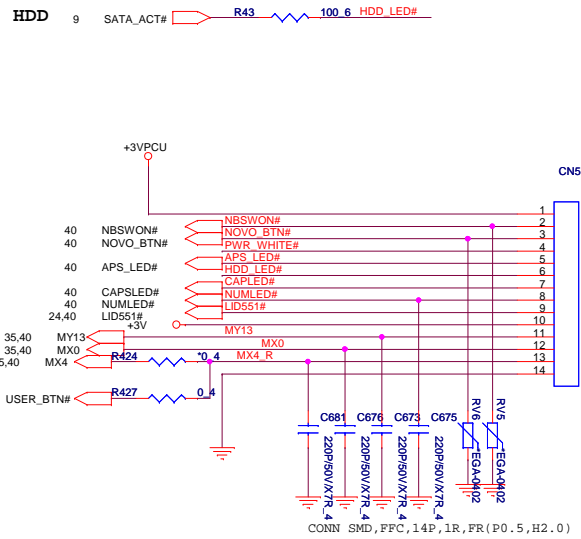 HDD 9 SATA_ACT# R43 100_6 HDD_LED#
+3VPCU
CN5
1
NBSWON# 2
40 NBSWON# NOVO_BTN# 3
40 NOVO_BTN# PWR_WHITE# 4
APS_LED# 5
40 APS_LED# HDD_LED# 6
CAPLED# 7
40 CAPSLED# NUMLED# 8
40 NUMLED# LID551# 9
24,40 LID551# 10
+3V
MY13 11
35,40 MY13 MX0 12
35,40 MX0 MX4_R 13
5,40 MX4 R424 *0_4 14
USER_BTN# R427 0_4
C681 C676 C673 C675
220P/50V/X7R_4 220P/50V/X7R_4 220P/50V/X7R_4 220P/50V/X7R_4
RV6 RV5
EGA-0402 EGA-0402
CONN SMD,FFC,14P,1R,FR(P0.5,H2.0)